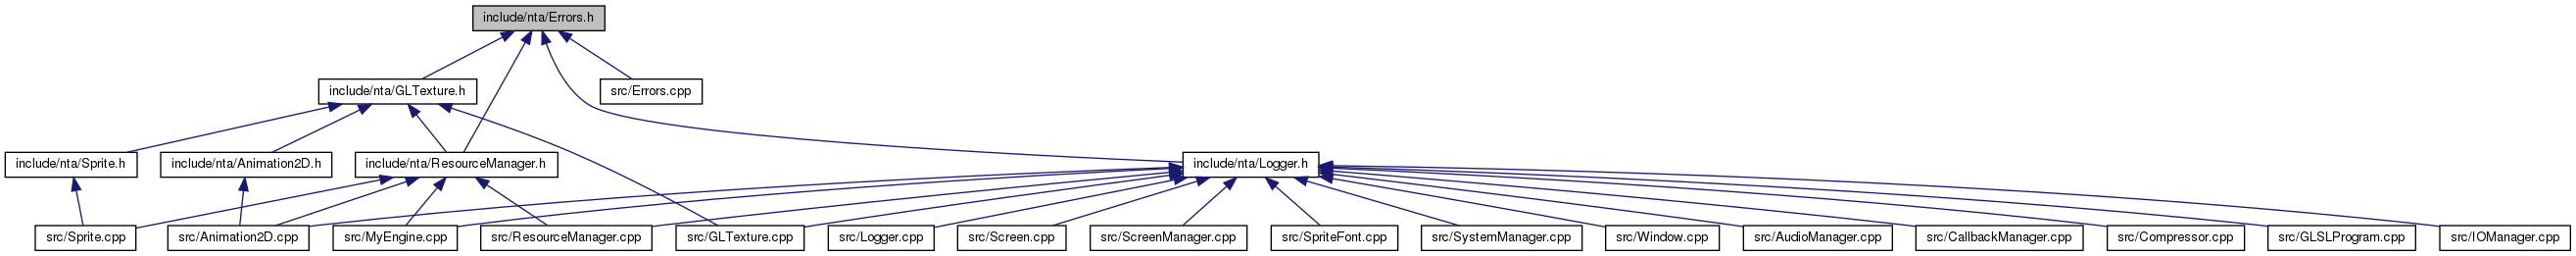 include/nta/Errors.h
include/nta/GLTexture.h
src/Errors.cpp
include/nta/Sprite.h
include/nta/Animation2D.h
include/nta/ResourceManager.h
include/nta/Logger.h
src/Sprite.cpp
src/Animation2D.cpp
src/MyEngine.cpp
src/ResourceManager.cpp
src/GLTexture.cpp
src/Logger.cpp
src/Screen.cpp
src/ScreenManager.cpp
src/SpriteFont.cpp
src/SystemManager.cpp
src/Window.cpp
src/AudioManager.cpp
src/CallbackManager.cpp
src/Compressor.cpp
src/GLSLProgram.cpp
src/IOManager.cpp